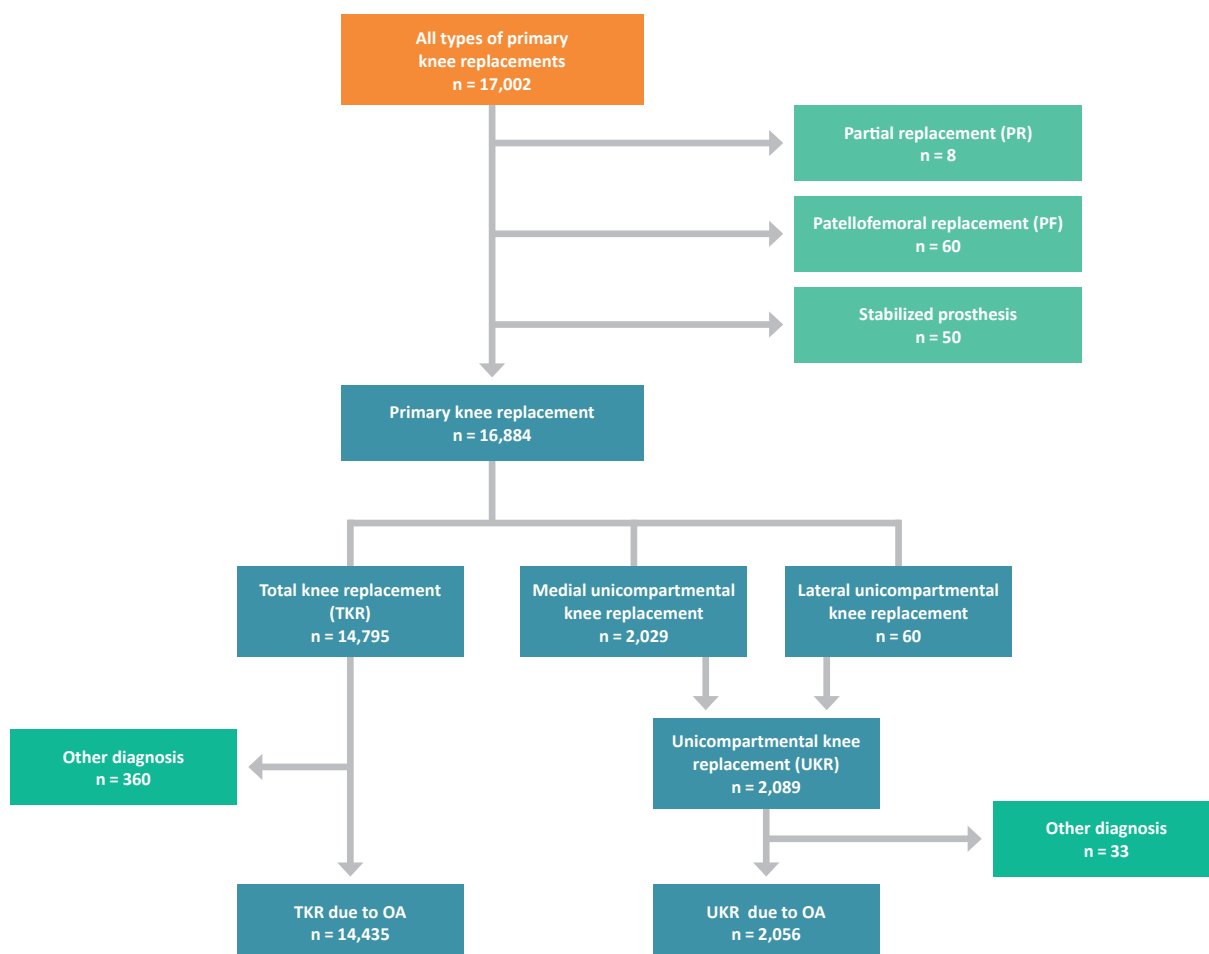 All types of primary
knee replacements
n = 17,002
Partial replacement (PR)
n = 8
Patellofemoral replacement (PF)
n = 60
Stabilized prosthesis
n = 50
Primary knee replacement
n = 16,884
Total knee replacement
(TKR)
n = 14,795
Medial unicompartmental
knee replacement
n = 2,029
Lateral unicompartmental
knee replacement
n = 60
Other diagnosis
n = 360
Unicompartmental knee
replacement (UKR)
n = 2,089
Other diagnosis
n = 33
TKR due to OA
n = 14,435
UKR due to OA
n = 2,056